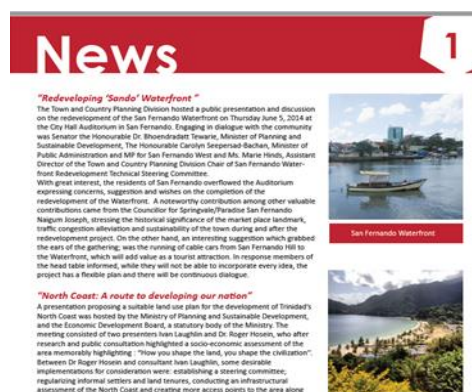 News
1
"Redeveloping 'Sando' Waterfront "
The Town and Country Planning Division hosted a public presentation and discussion
on the redevelopment of the San Fernando Waterfront on Thursday June 5, 2014 at
the City Hall Auditorium in San Fernando. Engaging in dialogue with the community
was Senator the Honourable Dr. Bhoendradatt Tewarie, Minister of Planning and
Sustainable Development, The Honourable Carolyn Seepersad-Bachan, Minister of
Public Administration and MP for San Fernando West and Ms. Marie Hinds, Assistant
Director of the Town and Country Planning Division Chair of San Fernando Water-
front Redevelopment Technical Steering Committee.
With great interest, the residents of San Fernando overflowed the Auditorium
expressing concerns, suggestion and wishes on the completion of the
redevelopment of the Waterfront. A noteworthy contribution among other valuable
contributions came from the Councillor for Springvale/Paradise San Fernando
Naigum Joseph, stressing the historical significance of the market place landmark,
traffic congestion alleviation and sustainability of the town during and after the
redevelopment project. On the other hand, an interesting suggestion which grabbed
the ears of the gathering; was the running of cable cars from San Fernando Hill to
the Waterfront, which will add value as a tourist attraction. In response members of
the head table informed, while they will not be able to incorporate every idea, the
project has a flexible plan and there will be continuous dialogue.
San Fernando Waterfront
"North Coast: A route to developing our nation"
A presentation proposing a suitable land use plan for the development of Trinidad's
North Coast was hosted by the Ministry of Planning and Sustainable Development,
and the Economic Development Board, a statutory body of the Ministry. The
meeting consisted of two presenters Ivan Laughlin and Dr. Roger Hosein, who after
research and public consultation highlighted a socio-economic assessment of the
area memorably highlighting : "How you shape the land, you shape the civilization".
Between Dr Roger Hosein and consultant Ivan Laughlin, some desirable
implementations for consideration were: establishing a steering committee;
regularizing informal settlers and land tenures, conducting an infrastructural
assessment of the North Coast and creating more access points to the area along